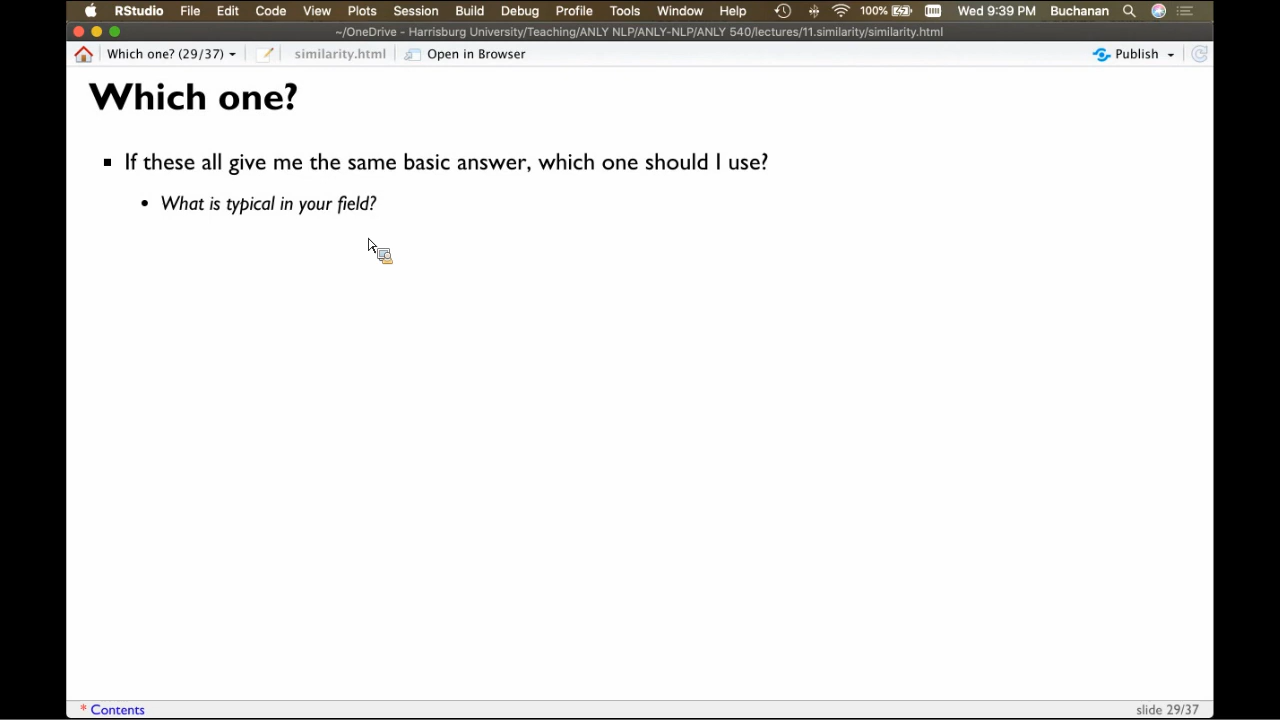 RStudio File Edit Code View Plots Session Build Debug Profile Tools Window Help 100% Wed 9:39 PM Buchanan
~/OneDrive - Harrisburg University/Teaching/ANLY NLP/ANLY-NLP/ANLY 540/lectures/11.similarity/similarity.html
Which one? (29/37) similarity.html Open in Browser Publish
Which one?
If these all give me the same basic answer, which one should I use?
What is typical in your field?
* Contents slide 29/37